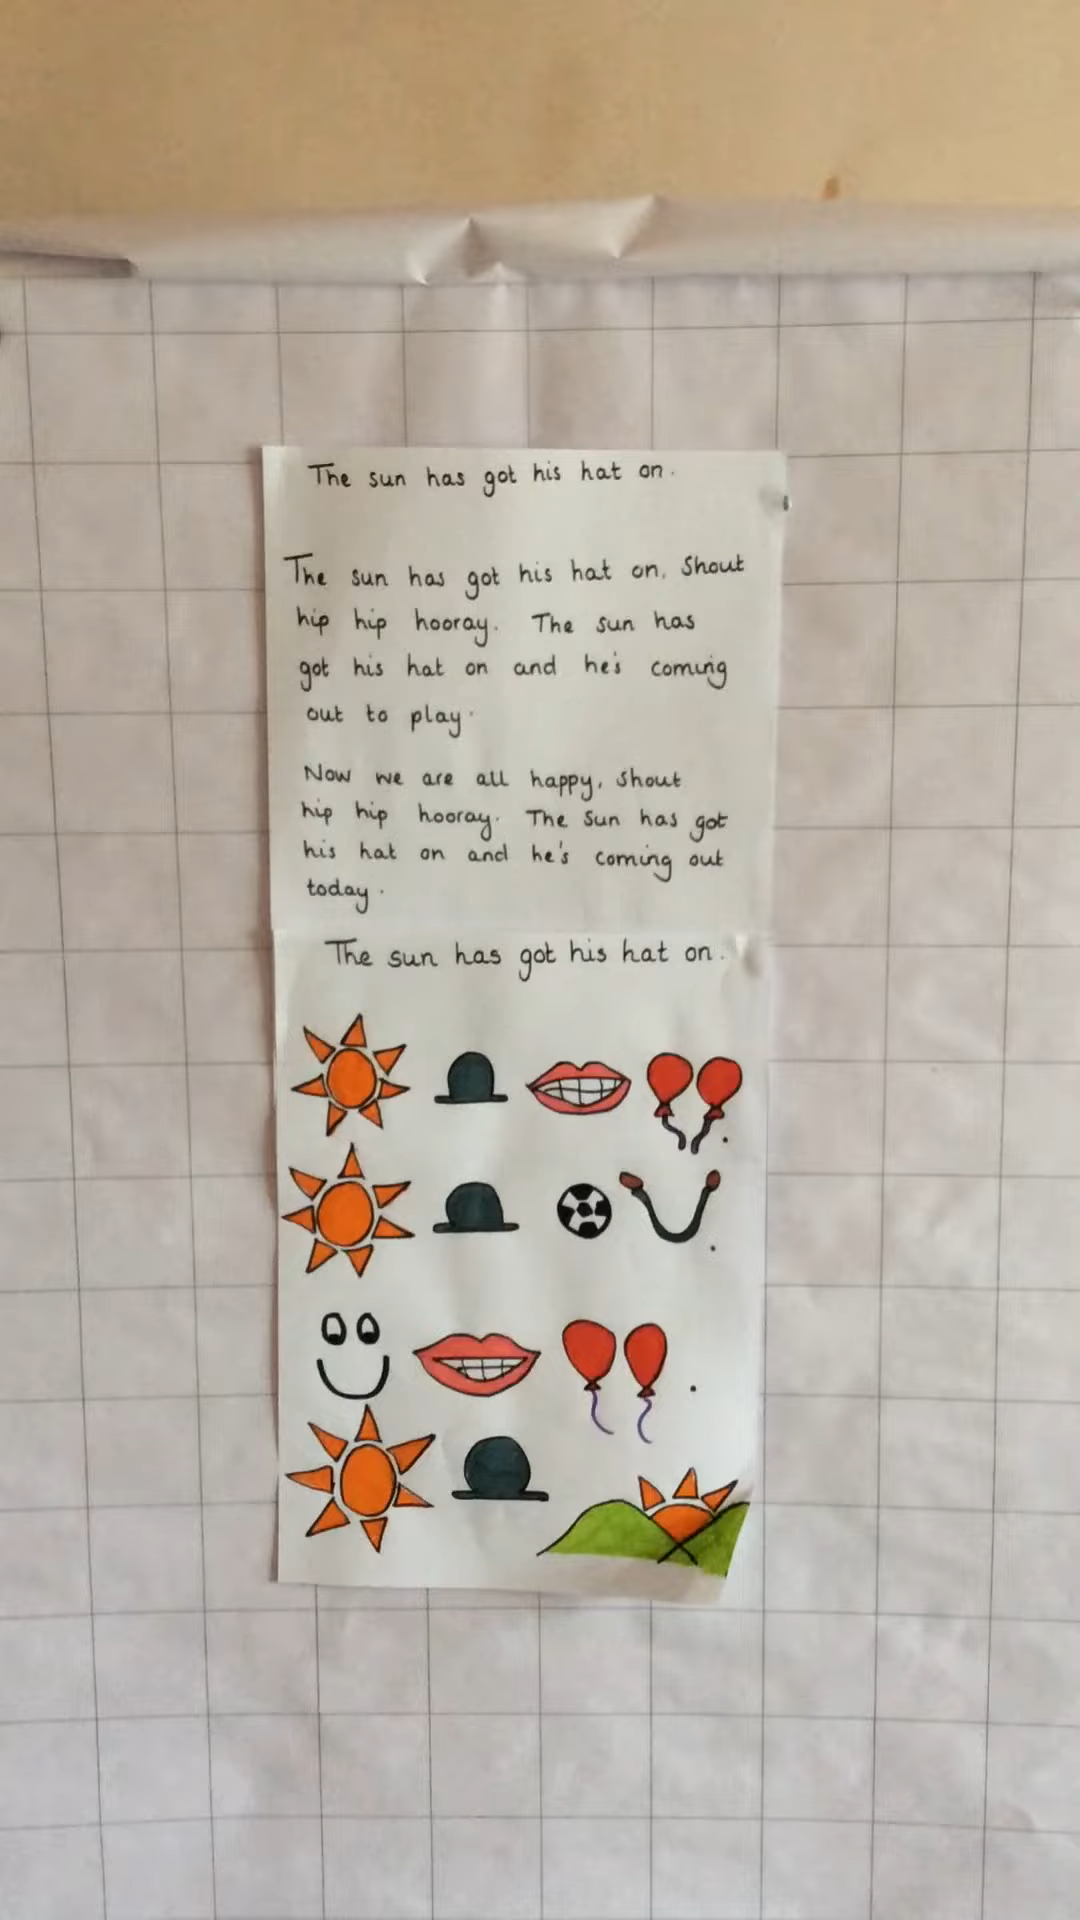 The sun has got his hat on.
The sun has got his hat on, Shout
hip hip hooray. The sun has
got his hat on and he's coming
out to play.
Now we are all happy, shout
hip hip hooray. The Sun has got
his hat on and he's coming out
today.
The sun has got his hat on.